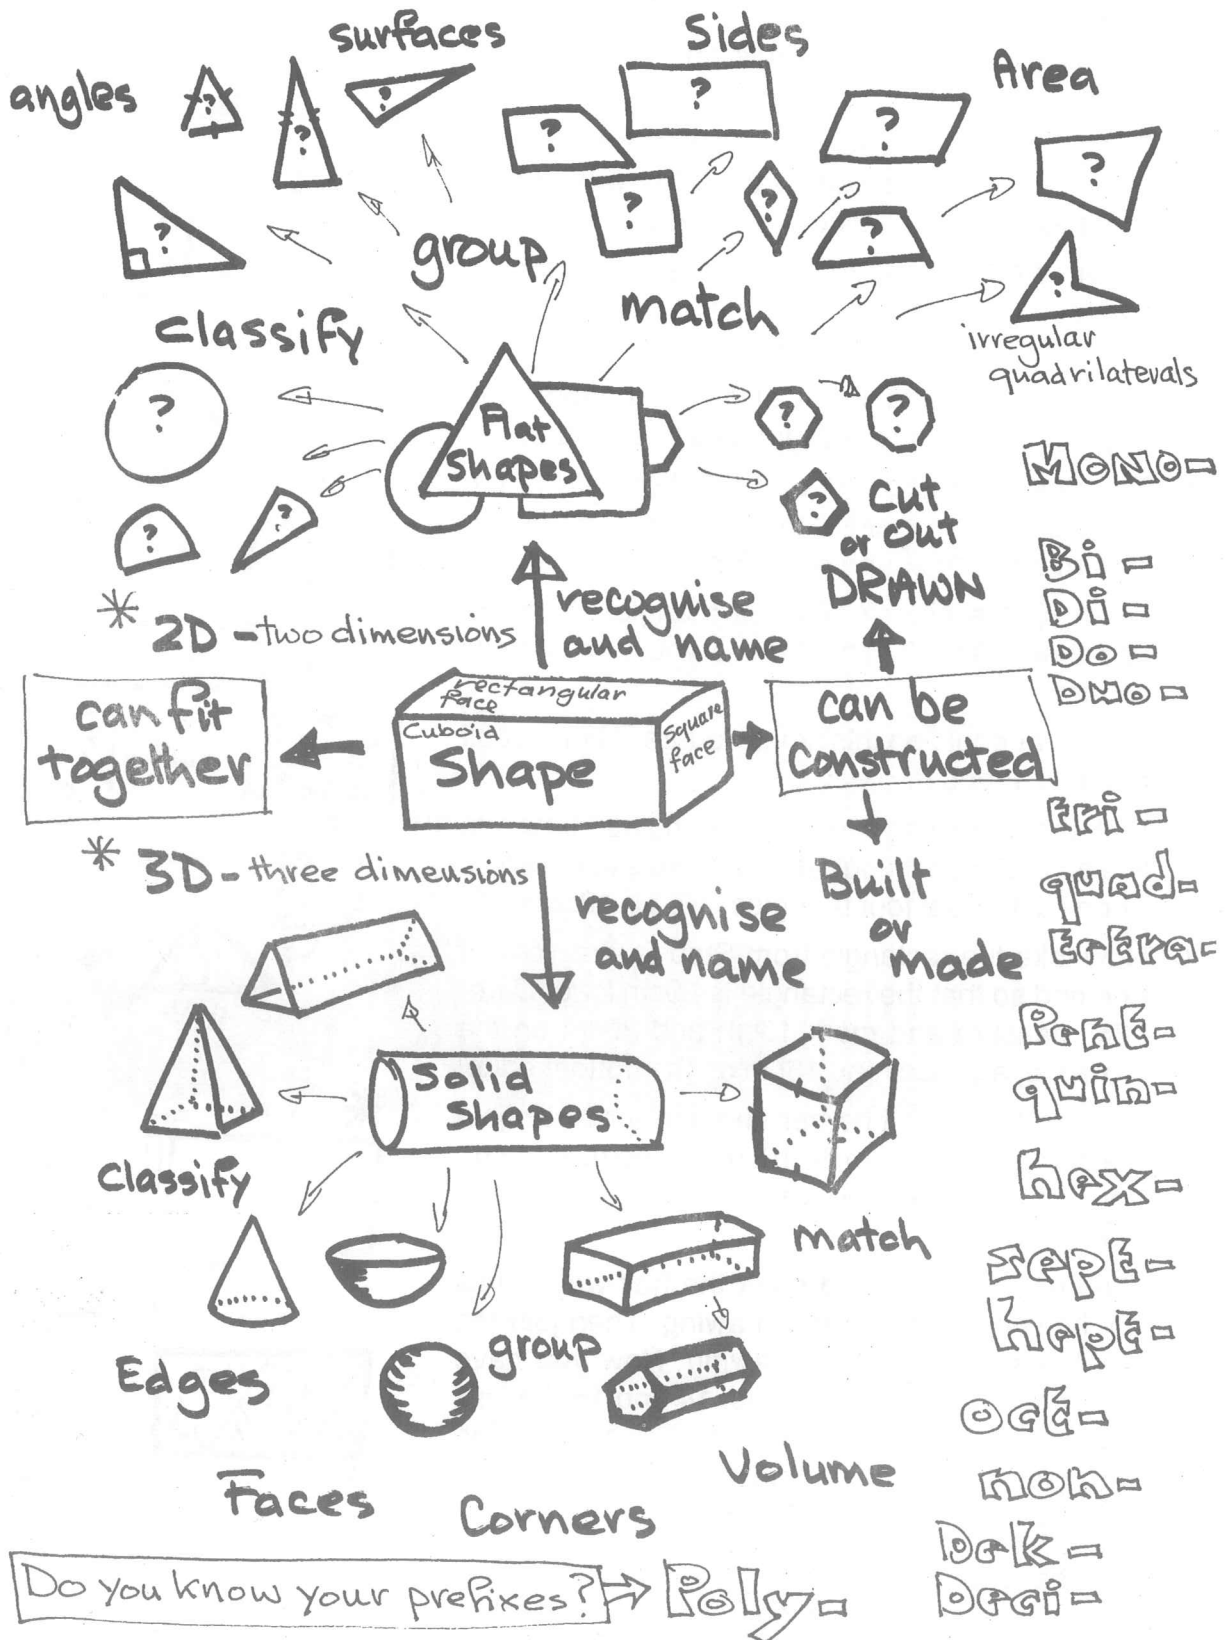 surfaces
Sides
angles
Area
?
?
?
?
?
?
?
?
?
?
?
?
?
group
match
classify
irregular
quadrilaterals
?
?
?
?
?
?
Flat
Shapes
cut
or out
DRAWN
* 2D - two dimensions
recognise
and name
can fit
together
rectangular
face
Cuboid
Shape
Square
face
can be
constructed
* 3D - three dimensions
recognise
and name
Built
or
made
Solid
Shapes
Classify
match
group
Edges
Volume
Faces
Corners
Do you know your prefixes?
Poly-
Mono-
Bi-
Di-
Do-
Duo-
tri-
quad-
tetra-
Pent-
quin-
hex-
sept-
hept-
oct-
non-
Dek-
Deci-